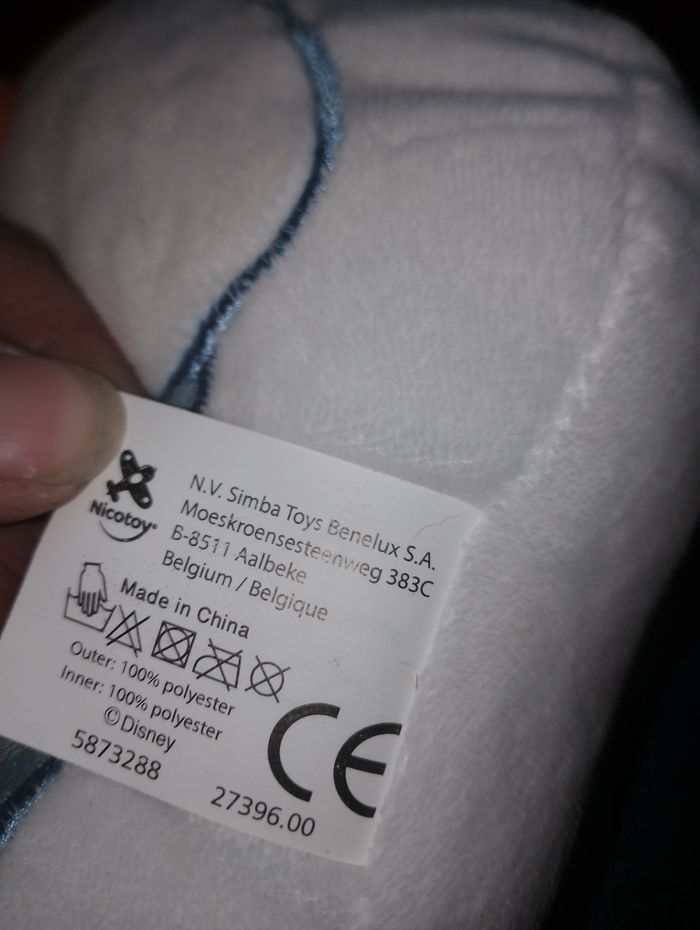 Nicotoy®
N.V. Simba Toys Benelux S.A.
Moeskroensesteenweg 383C
B-8511 Aalbeke
Belgium / Belgique
Made in China
Outer: 100% polyester
Inner: 100% polyester
©Disney
5873288
27396.00
CE